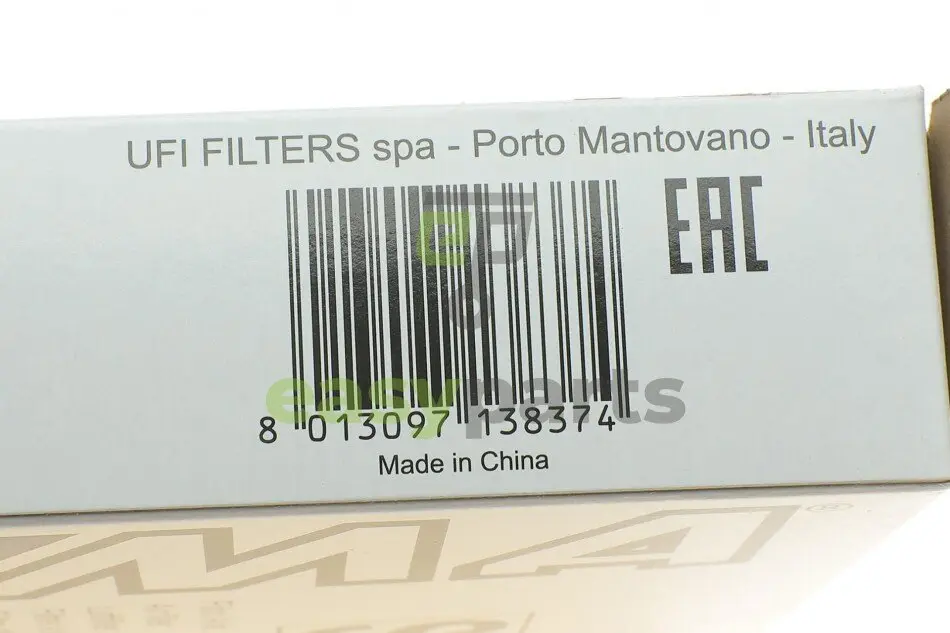 UFI FILTERS spa - Porto Mantovano - Italy
EAC
easyparts
8 013097 138374
Made in China